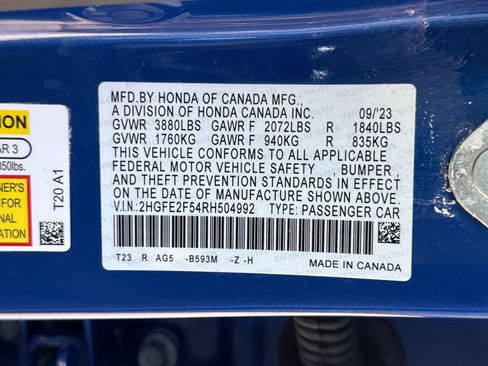 MFD.BY HONDA OF CANADA MFG.,
A DIVISION OF HONDA CANADA INC. 09/'23
GVWR 3880LBS GAWR F 2072LBS R 1840LBS
GVWR 1760KG GAWR F 940KG R 835KG
THIS VEHICLE CONFORMS TO ALL APPLICABLE
FEDERAL MOTOR VEHICLE SAFETY , BUMPER ,
AND THEFT PREVENTION STANDARDS IN EFFECT
ON THE DATE OF MANUFACTURE SHOWN ABOVE.
V.I.N: 2HGFE2F54RH504992 TYPE: PASSENGER CAR
T23 R AG5 -B593M -Z -H MADE IN CANADA
T20 A1
AR 3
850lbs.